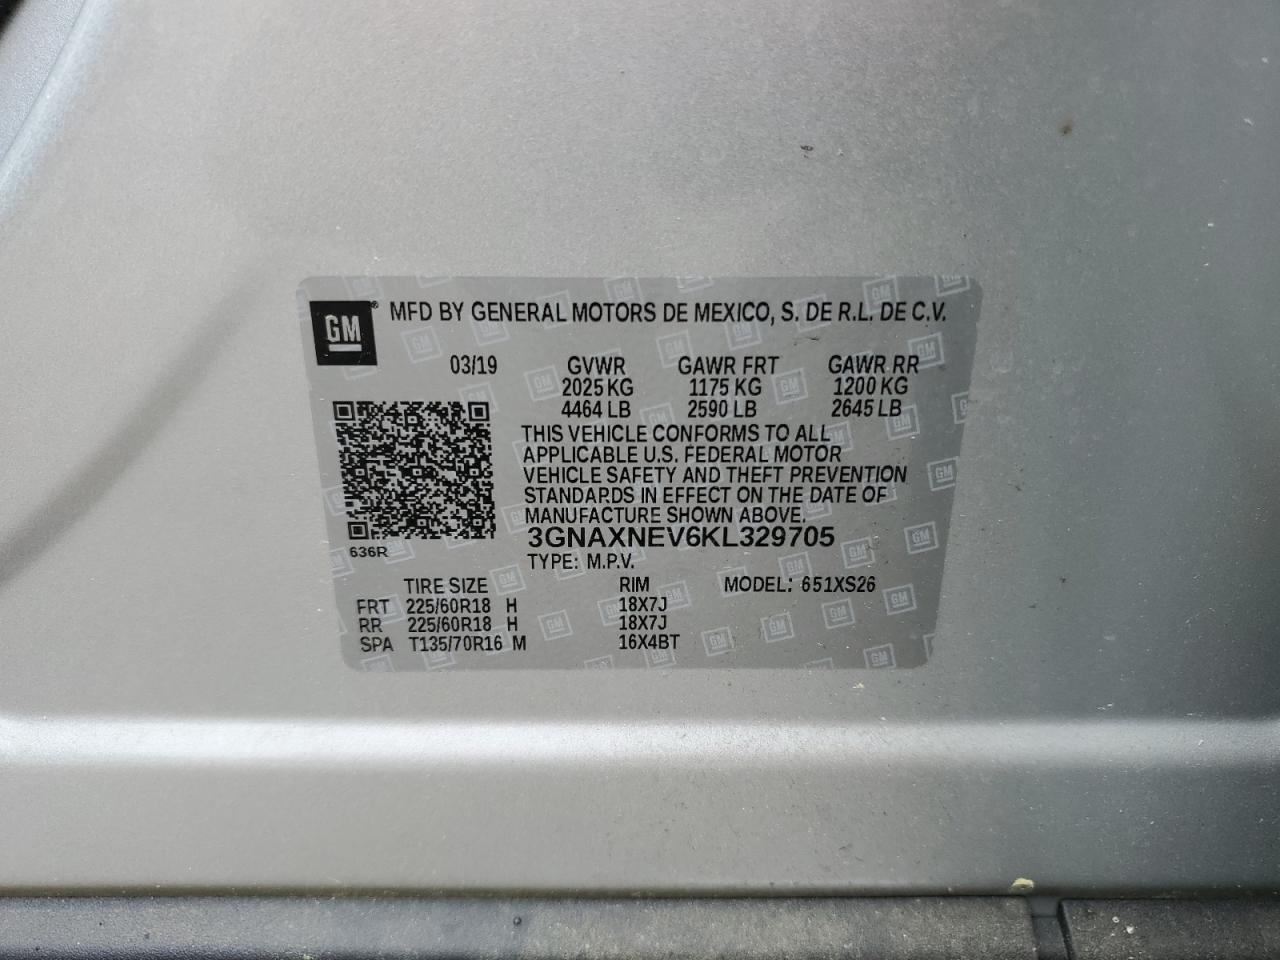 GM ® MFD BY GENERAL MOTORS DE MEXICO, S. DE R.L. DE C.V.
03/19 GVWR GAWR FRT GAWR RR
2025 KG 1175 KG 1200 KG
4464 LB 2590 LB 2645 LB
THIS VEHICLE CONFORMS TO ALL
APPLICABLE U.S. FEDERAL MOTOR
VEHICLE SAFETY AND THEFT PREVENTION
STANDARDS IN EFFECT ON THE DATE OF
MANUFACTURE SHOWN ABOVE.
3GNAXNEV6KL329705
636R
TYPE: M.P.V.
TIRE SIZE RIM MODEL: 651XS26
FRT 225/60R18 H 18X7J
RR 225/60R18 H 18X7J
SPA T135/70R16 M 16X4BT